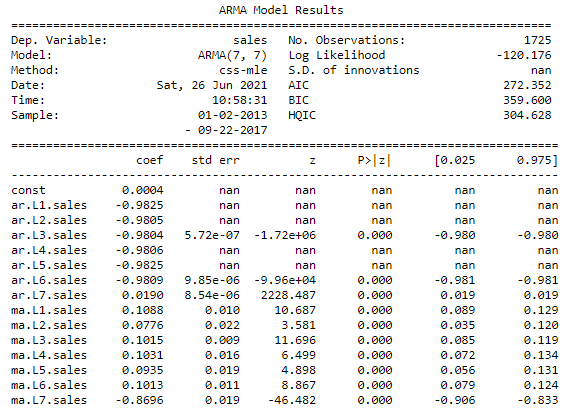 ARMA Model Results
==============================================================================
Dep. Variable: sales No. Observations: 1725
Model: ARMA(7, 7) Log Likelihood -120.176
Method: css-mle S.D. of innovations nan
Date: Sat, 26 Jun 2021 AIC 272.352
Time: 10:58:31 BIC 359.600
Sample: 01-02-2013 HQIC 304.628
- 09-22-2017
==============================================================================
coef std err z P>|z| [0.025 0.975]
------------------------------------------------------------------------------
const 0.0004 nan nan nan nan nan
ar.L1.sales -0.9825 nan nan nan nan nan
ar.L2.sales -0.9805 nan nan nan nan nan
ar.L3.sales -0.9804 5.72e-07 -1.72e+06 0.000 -0.980 -0.980
ar.L4.sales -0.9806 nan nan nan nan nan
ar.L5.sales -0.9825 nan nan nan nan nan
ar.L6.sales -0.9809 9.85e-06 -9.96e+04 0.000 -0.981 -0.981
ar.L7.sales 0.0190 8.54e-06 2228.487 0.000 0.019 0.019
ma.L1.sales 0.1088 0.010 10.687 0.000 0.089 0.129
ma.L2.sales 0.0776 0.022 3.581 0.000 0.035 0.120
ma.L3.sales 0.1015 0.009 11.696 0.000 0.085 0.119
ma.L4.sales 0.1031 0.016 6.499 0.000 0.072 0.134
ma.L5.sales 0.0935 0.019 4.898 0.000 0.056 0.131
ma.L6.sales 0.1013 0.011 8.867 0.000 0.079 0.124
ma.L7.sales -0.8696 0.019 -46.482 0.000 -0.906 -0.833